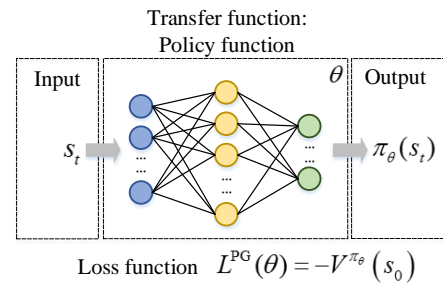 Transfer function:
Policy function
Input
θ
Output
s_t
...
...
...
...
...
...
π_θ(s_t)
Loss function L^PG(θ) = −V^{π_θ}(s_0)